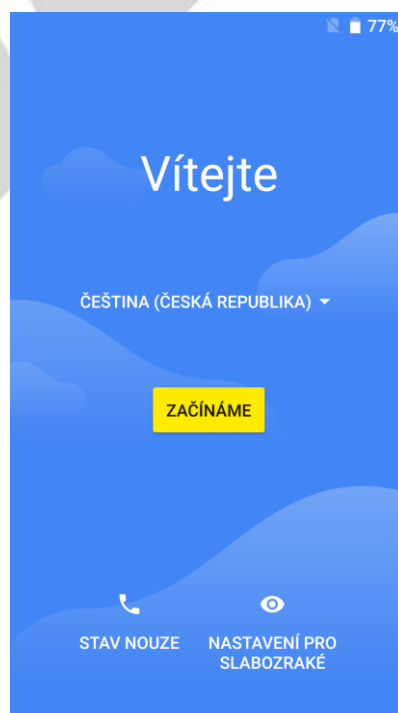 77%
Vítejte
ČEŠTINA (ČESKÁ REPUBLIKA)
ZAČÍNÁME
STAV NOUZE
NASTAVENÍ PRO
SLABOZRAKÉ